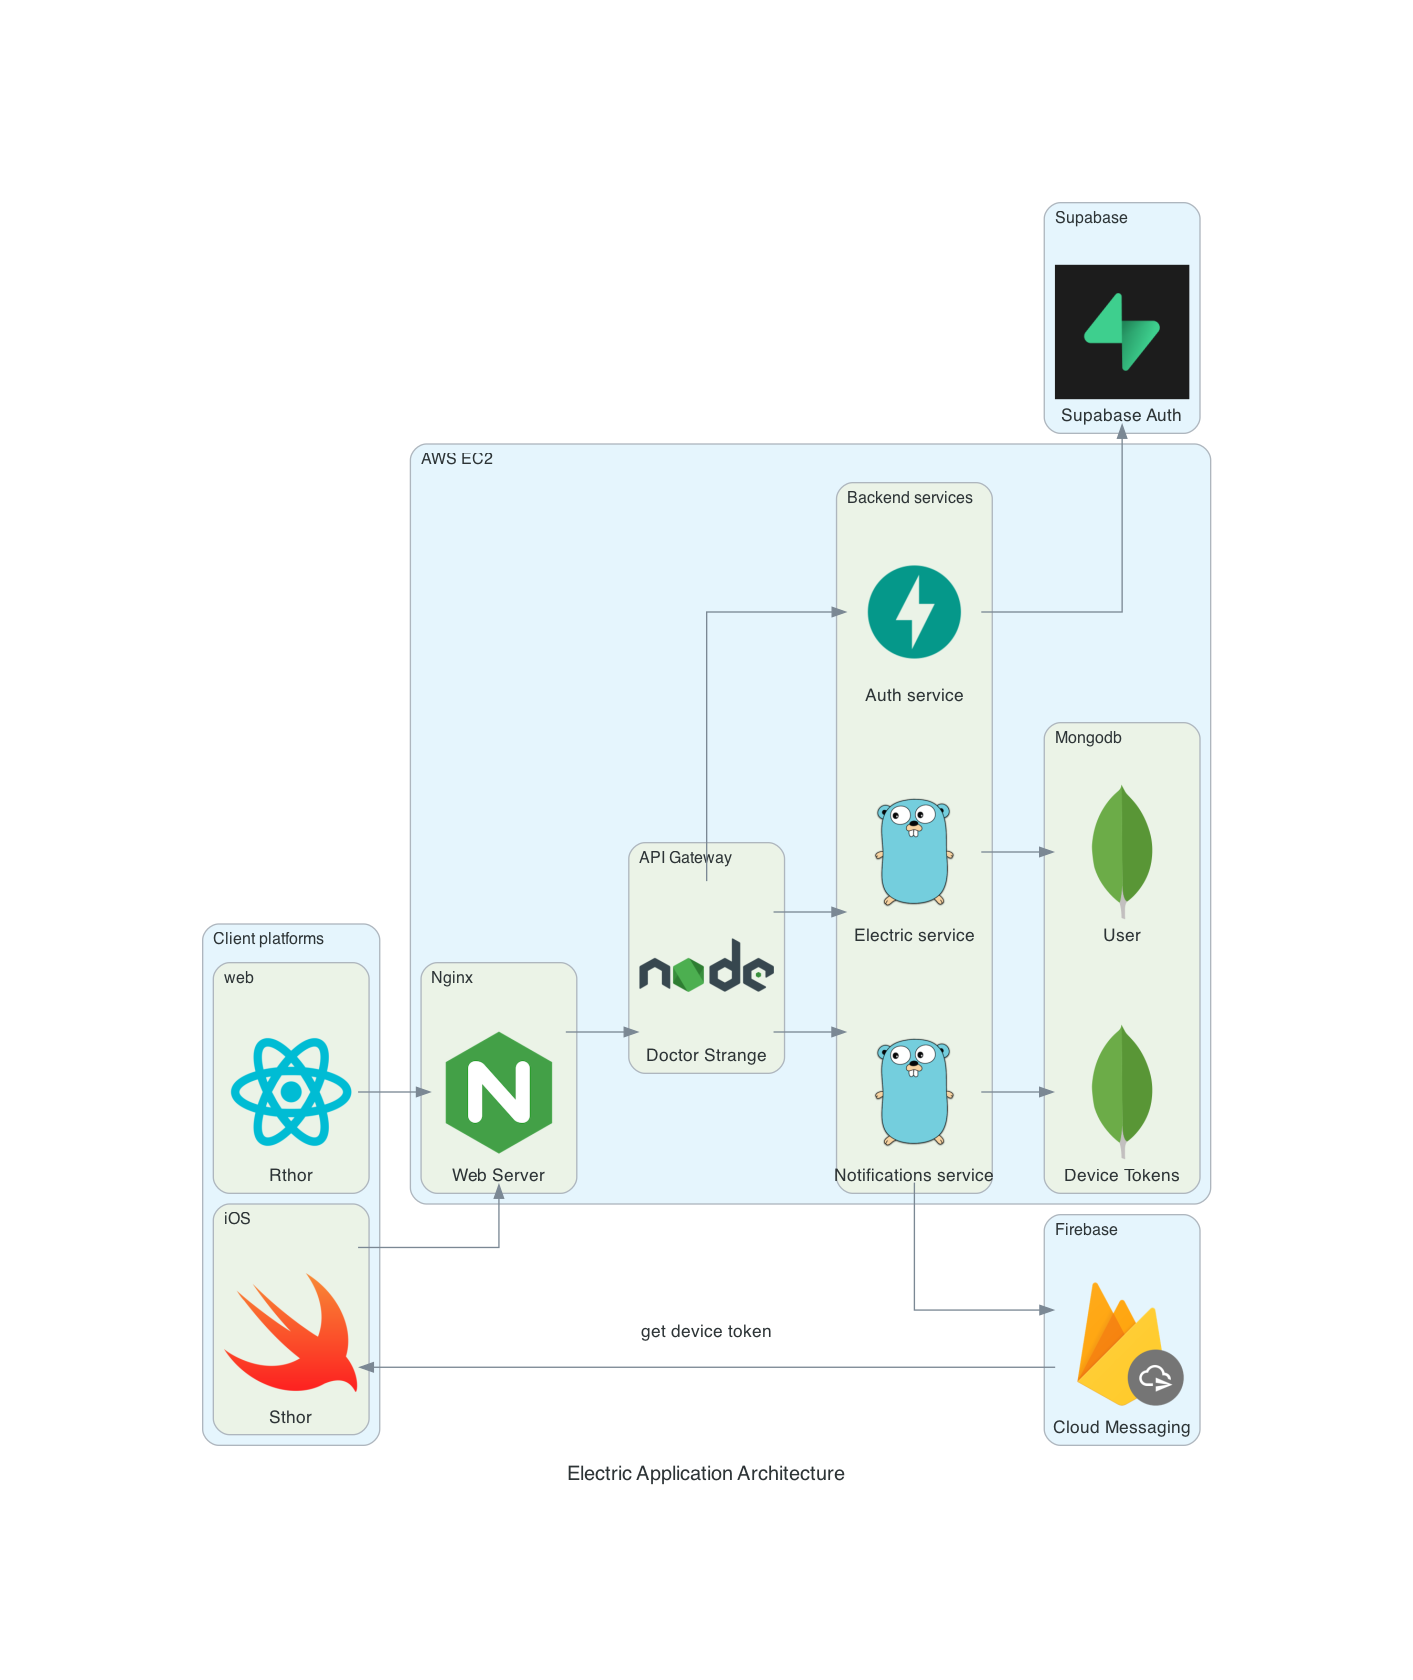 Supabase
Supabase Auth
AWS EC2
Backend services
Auth service
Mongodb
API Gateway
Electric service
User
Client platforms
web
Nginx
node
Doctor Strange
Rthor
Web Server
Notifications service
Device Tokens
iOS
Firebase
get device token
Sthor
Cloud Messaging
Electric Application Architecture